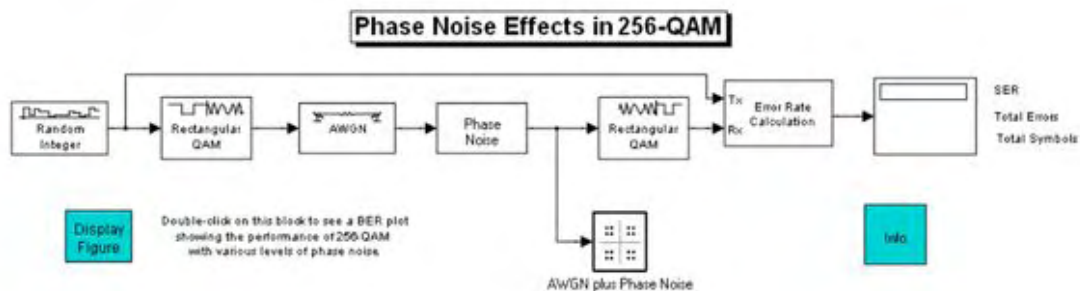 Phase Noise Effects in 256-QAM
Random
Integer
Rectangular
QAM
AWGN
Phase
Noise
Rectangular
QAM
Tx
Rx
Error Rate
Calculation
SER
Total Errors
Total Symbols
Display
Figure
Double-click on this block to see a BER plot
showing the performance of 256-QAM
with various levels of phase noise.
AWGN plus Phase Noise
Info